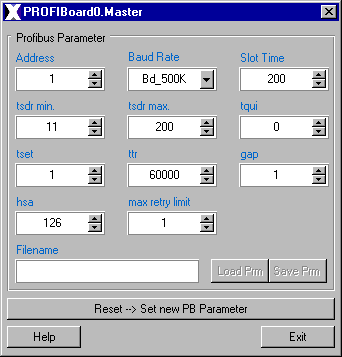 PROFIBoard0.Master
Profibus Parameter
Address Baud Rate Slot Time
1 Bd_500K 200
tsdr min. tsdr max. tqui
11 200 0
tset ttr gap
1 60000 1
hsa max retry limit
126 1
Filename
Load Prm Save Prm
Reset --> Set new PB Parameter
Help Exit